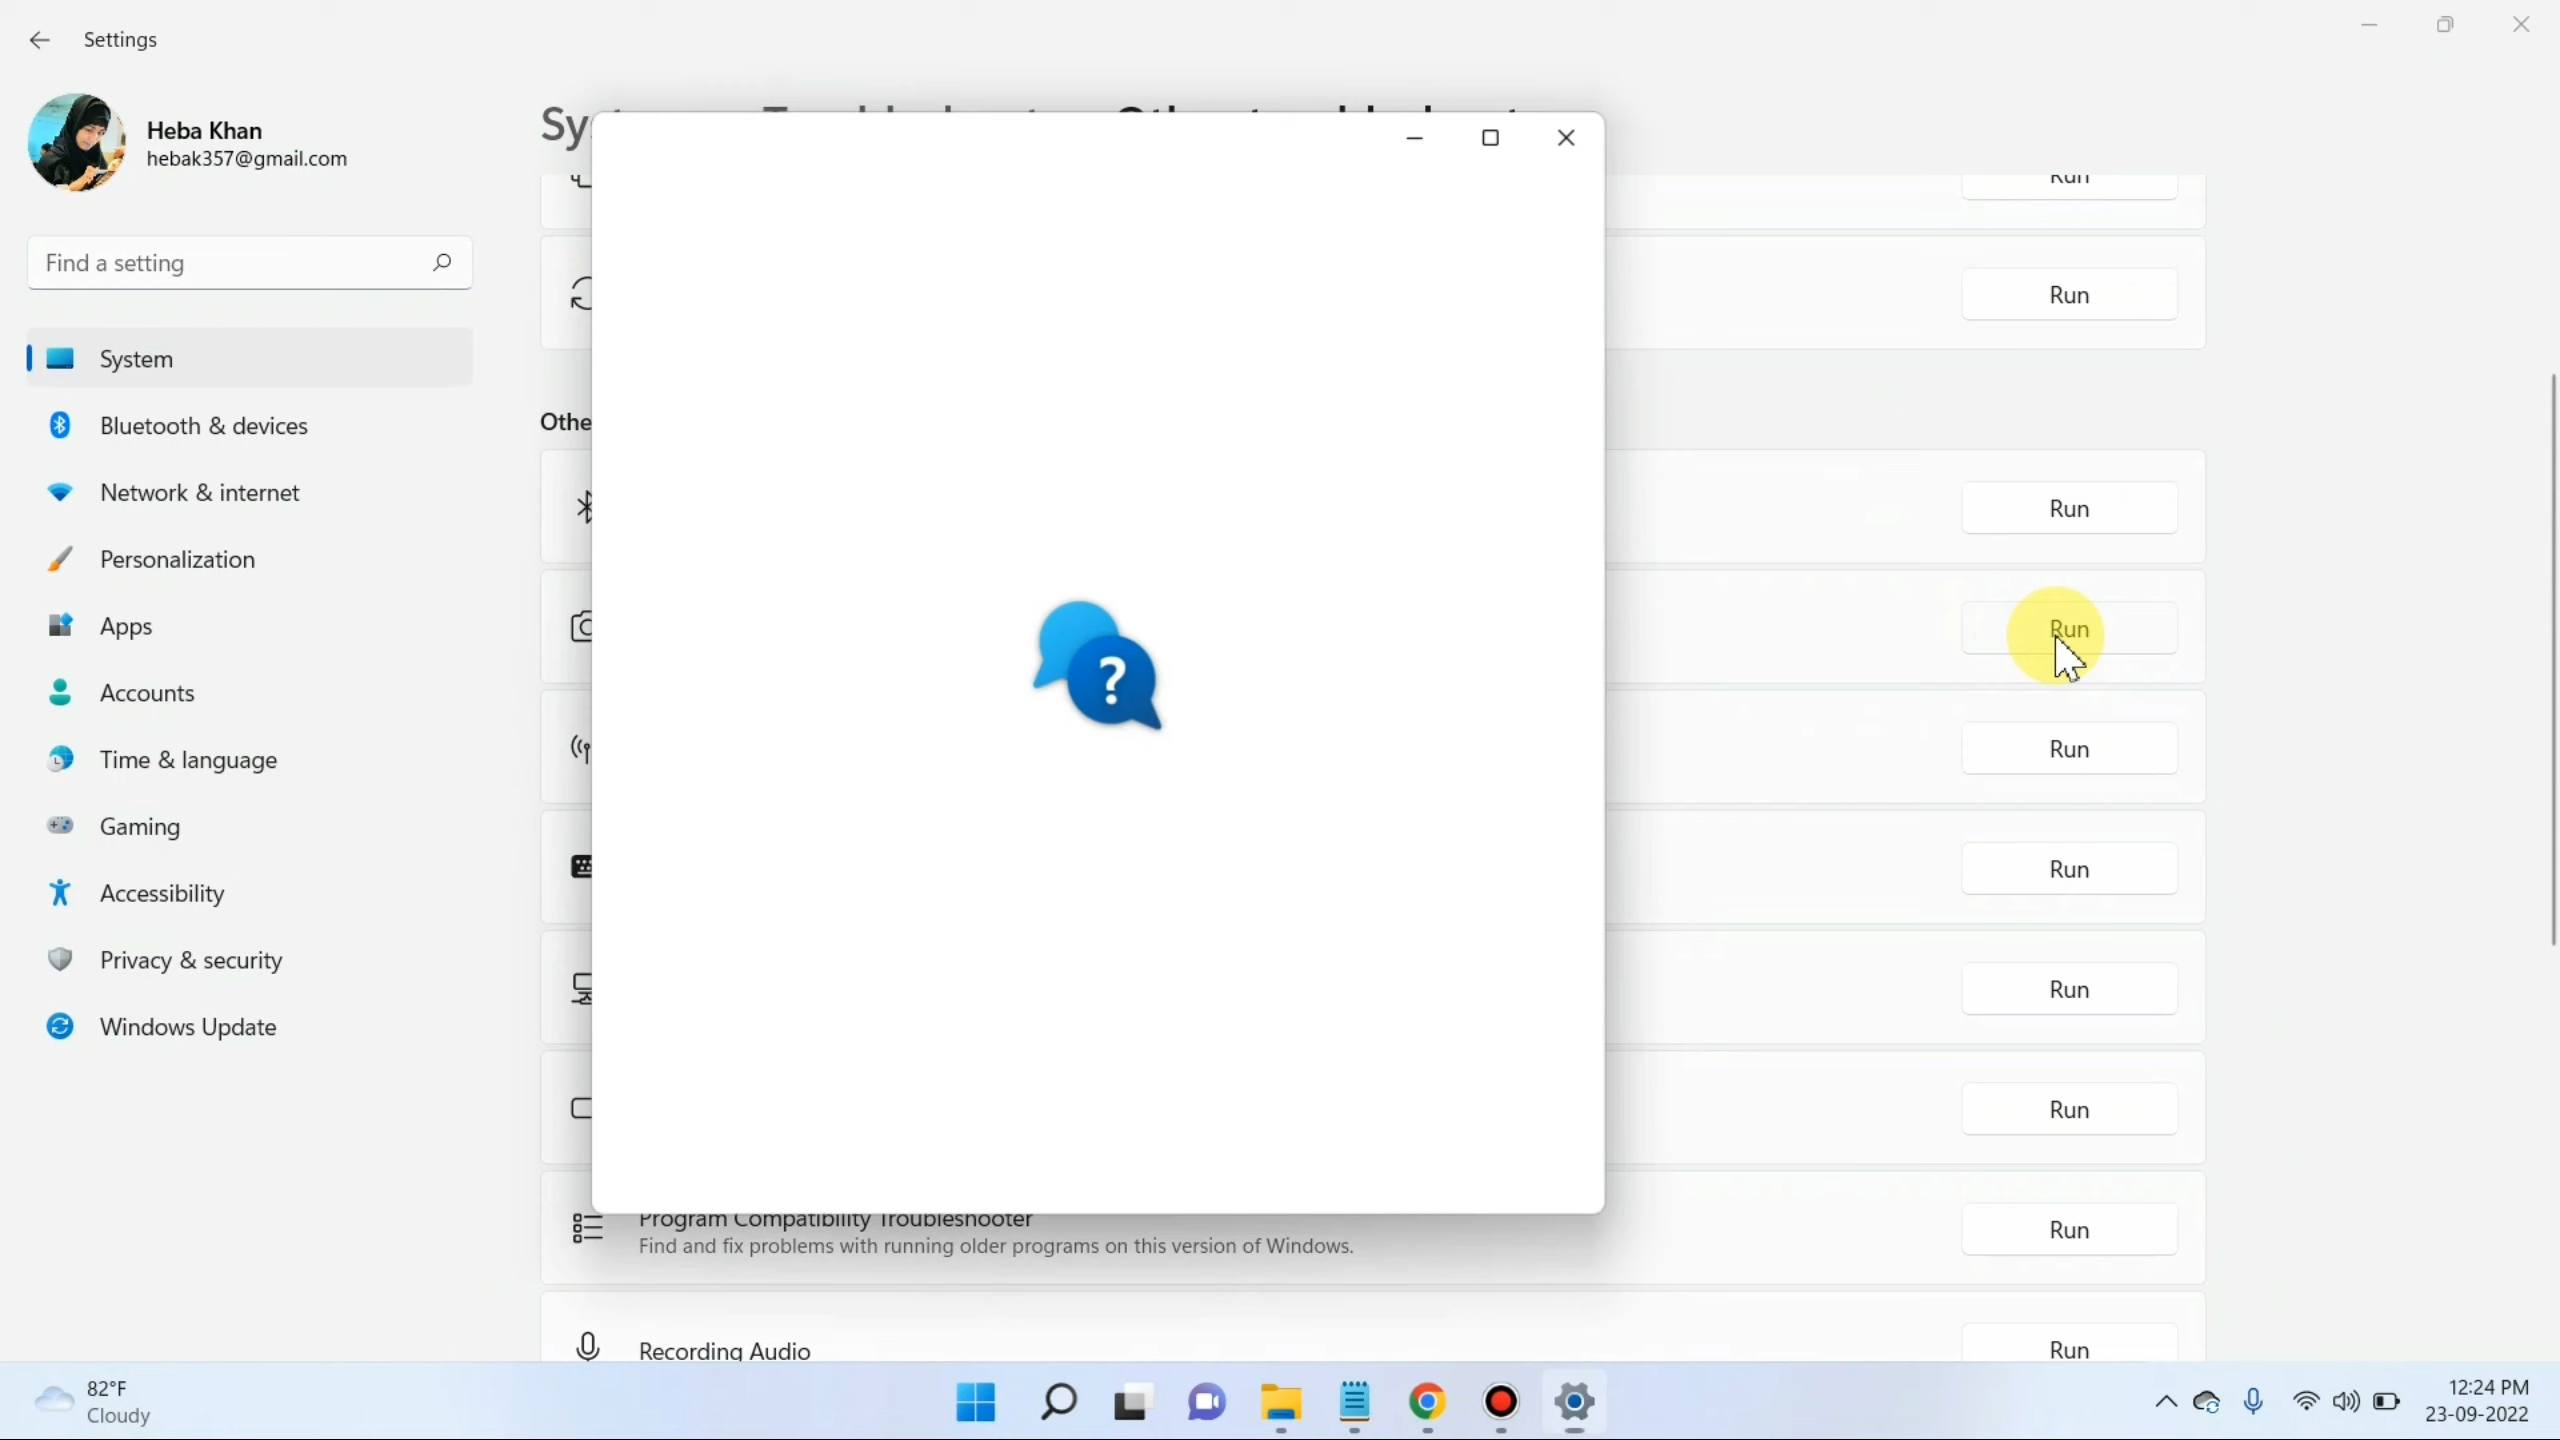 Settings
Heba Khan
hebak357@gmail.com
Find a setting
System
Bluetooth & devices
Network & internet
Personalization
Apps
Accounts
Time & language
Gaming
Accessibility
Privacy & security
Windows Update
Sy
Run
Run
Othe
Run
Run
Run
Run
Run
Run
Program Compatibility Troubleshooter
Find and fix problems with running older programs on this version of Windows.
Run
Recording Audio
Run
?
82°F
Cloudy
12:24 PM
23-09-2022